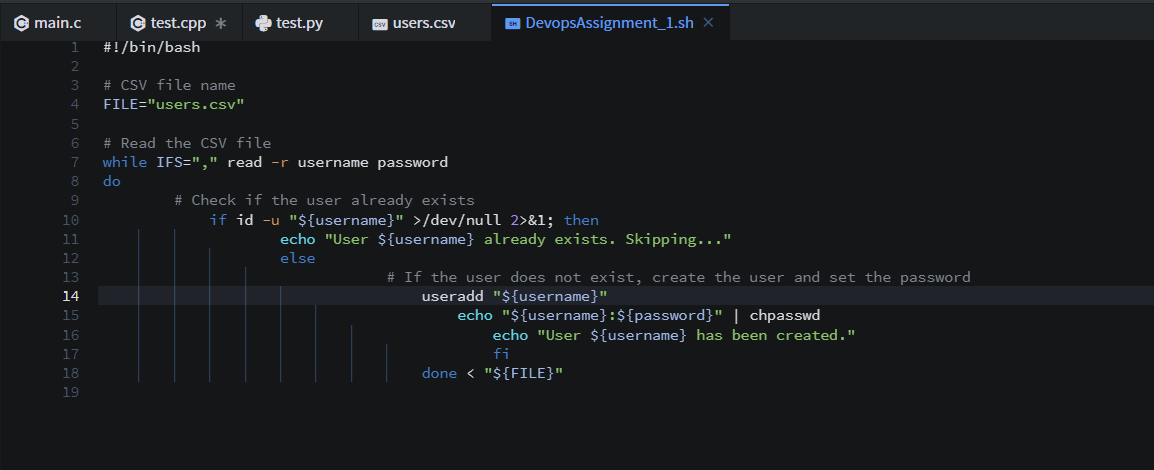 main.c test.cpp test.py users.csv DevopsAssignment_1.sh
1 #!/bin/bash
2
3 # CSV file name
4 FILE="users.csv"
5
6 # Read the CSV file
7 while IFS="," read -r username password
8 do
9 # Check if the user already exists
10 if id -u "${username}" >/dev/null 2>&1; then
11 echo "User ${username} already exists. Skipping..."
12 else
13 # If the user does not exist, create the user and set the password
14 useradd "${username}"
15 echo "${username}:${password}" | chpasswd
16 echo "User ${username} has been created."
17 fi
18 done < "${FILE}"
19